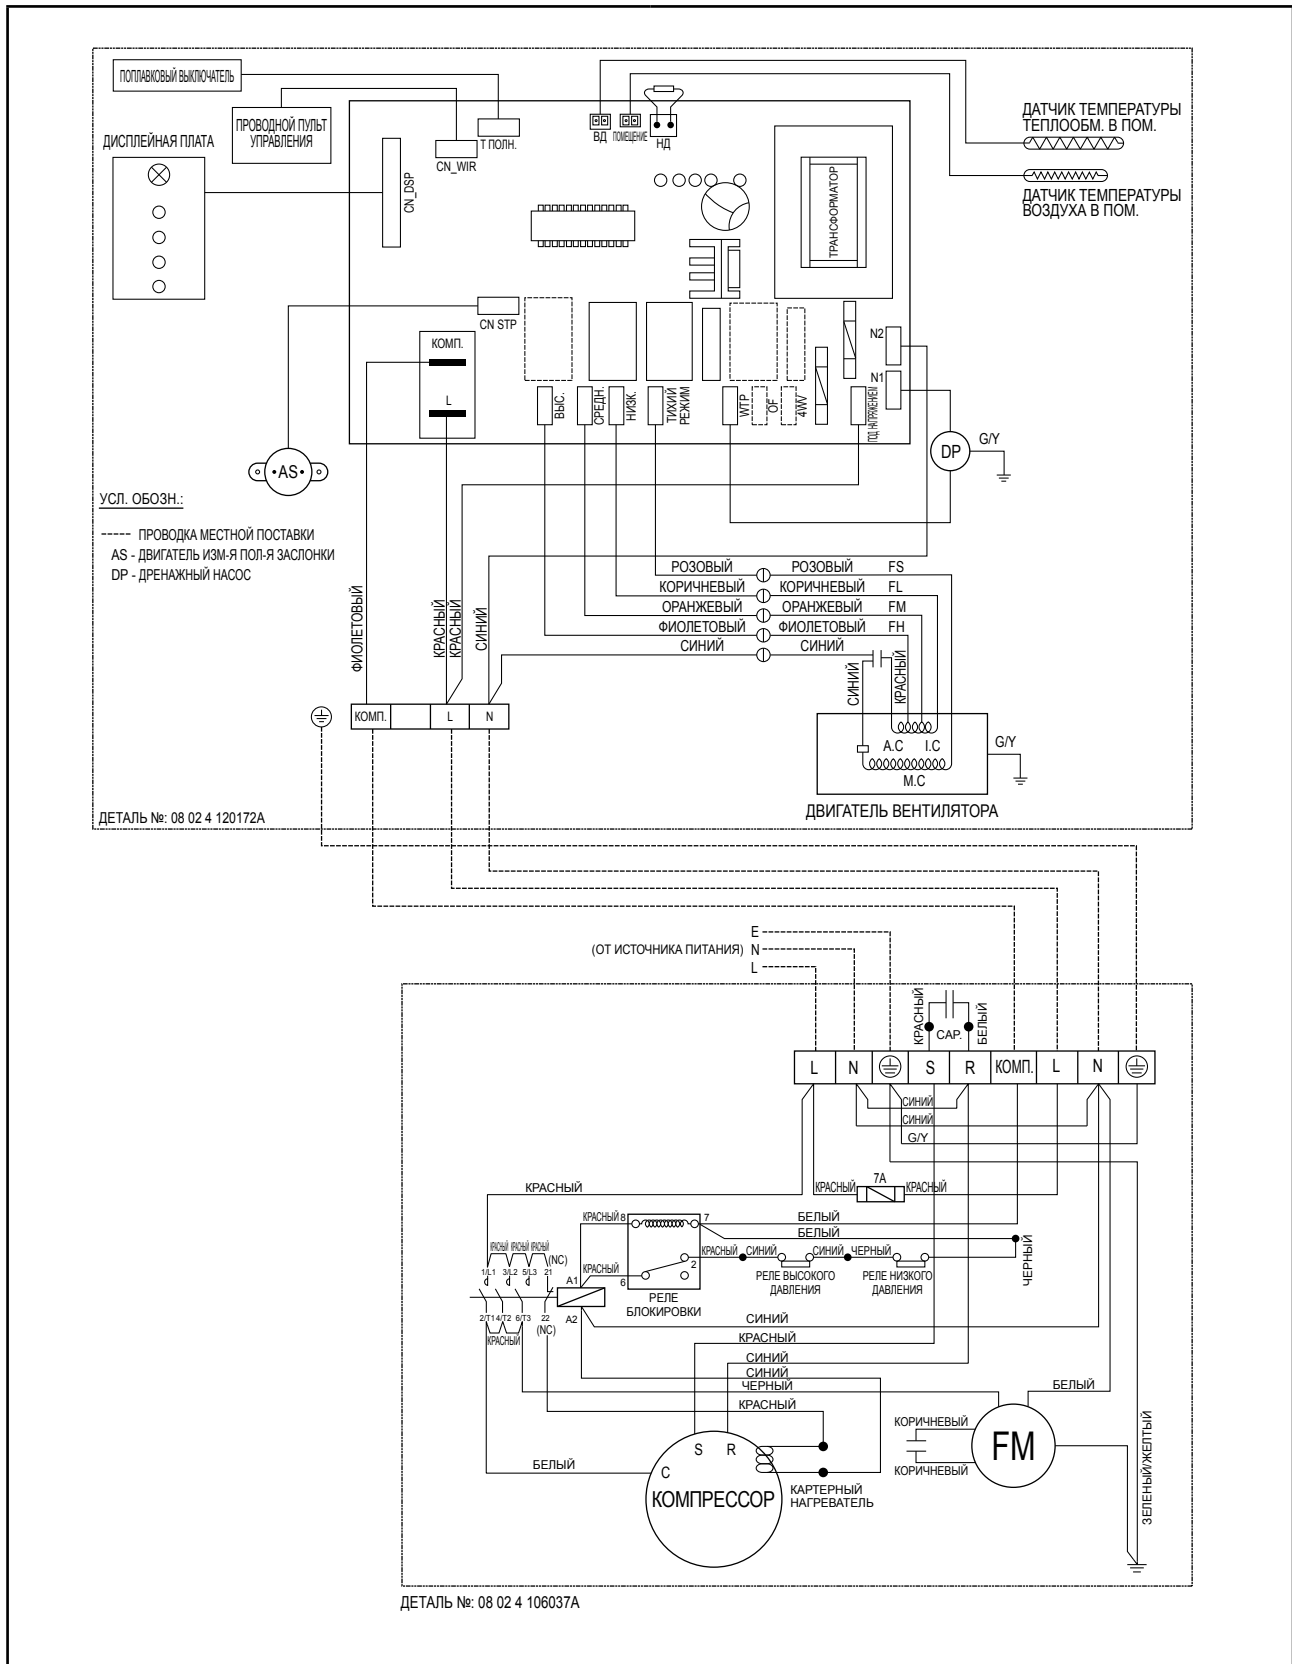 ПОПЛАВКОВЫЙ ВЫКЛЮЧАТЕЛЬ
ПРОВОДНОЙ ПУЛЬТ
УПРАВЛЕНИЯ
ДИСПЛЕЙНАЯ ПЛАТА
CN_DSP
CN_WIR
Т ПОЛН.
ВД
ПОМЕЩЕНИЕ
НД
ДАТЧИК ТЕМПЕРАТУРЫ
ТЕПЛООБМ. В ПОМ.
ДАТЧИК ТЕМПЕРАТУРЫ
ВОЗДУХА В ПОМ.
ТРАНСФОРМАТОР
CN STP
КОМП.
L
ВЫС.
СРЕДН.
НИЗК.
ТИХИЙ
РЕЖИМ
WTP
OF
4WV
ПОД НАПРЯЖЕНИЕМ
N2
N1
DP
G/Y
•AS•
УСЛ. ОБОЗН.:
----- ПРОВОДКА МЕСТНОЙ ПОСТАВКИ
AS - ДВИГАТЕЛЬ ИЗМ-Я ПОЛ-Я ЗАСЛОНКИ
DP - ДРЕНАЖНЫЙ НАСОС
ФИОЛЕТОВЫЙ
КРАСНЫЙ
КРАСНЫЙ
СИНИЙ
РОЗОВЫЙ РОЗОВЫЙ FS
КОРИЧНЕВЫЙ КОРИЧНЕВЫЙ FL
ОРАНЖЕВЫЙ ОРАНЖЕВЫЙ FM
ФИОЛЕТОВЫЙ ФИОЛЕТОВЫЙ FH
СИНИЙ СИНИЙ
СИНИЙ
КРАСНЫЙ
КОМП. L N
A.C I.C
M.C
G/Y
ДВИГАТЕЛЬ ВЕНТИЛЯТОРА
ДЕТАЛЬ №: 08 02 4 120172A
E
(ОТ ИСТОЧНИКА ПИТАНИЯ) N
L
КРАСНЫЙ
CAP.
БЕЛЫЙ
L N S R КОМП. L N
СИНИЙ
СИНИЙ
G/Y
7A
КРАСНЫЙ КРАСНЫЙ
КРАСНЫЙ
КРАСНЫЙ 8 7
БЕЛЫЙ
БЕЛЫЙ
КРАСНЫЙ КРАСНЫЙ КРАСНЫЙ (NC)
1/L1 3/L2 5/L3 21
КРАСНЫЙ СИНИЙ СИНИЙ ЧЕРНЫЙ
ЧЕРНЫЙ
2
КРАСНЫЙ
6
A1
A2
РЕЛЕ
БЛОКИРОВКИ
РЕЛЕ ВЫСОКОГО
ДАВЛЕНИЯ
РЕЛЕ НИЗКОГО
ДАВЛЕНИЯ
2/T1 4/T2 6/T3 22
(NC)
КРАСНЫЙ
СИНИЙ
КРАСНЫЙ
СИНИЙ
СИНИЙ
ЧЕРНЫЙ
КРАСНЫЙ
БЕЛЫЙ
БЕЛЫЙ
S R
C
КОМПРЕССОР
КАРТЕРНЫЙ
НАГРЕВАТЕЛЬ
КОРИЧНЕВЫЙ
КОРИЧНЕВЫЙ
FM
ЗЕЛЕНЫЙ/ЖЕЛТЫЙ
ДЕТАЛЬ №: 08 02 4 106037A